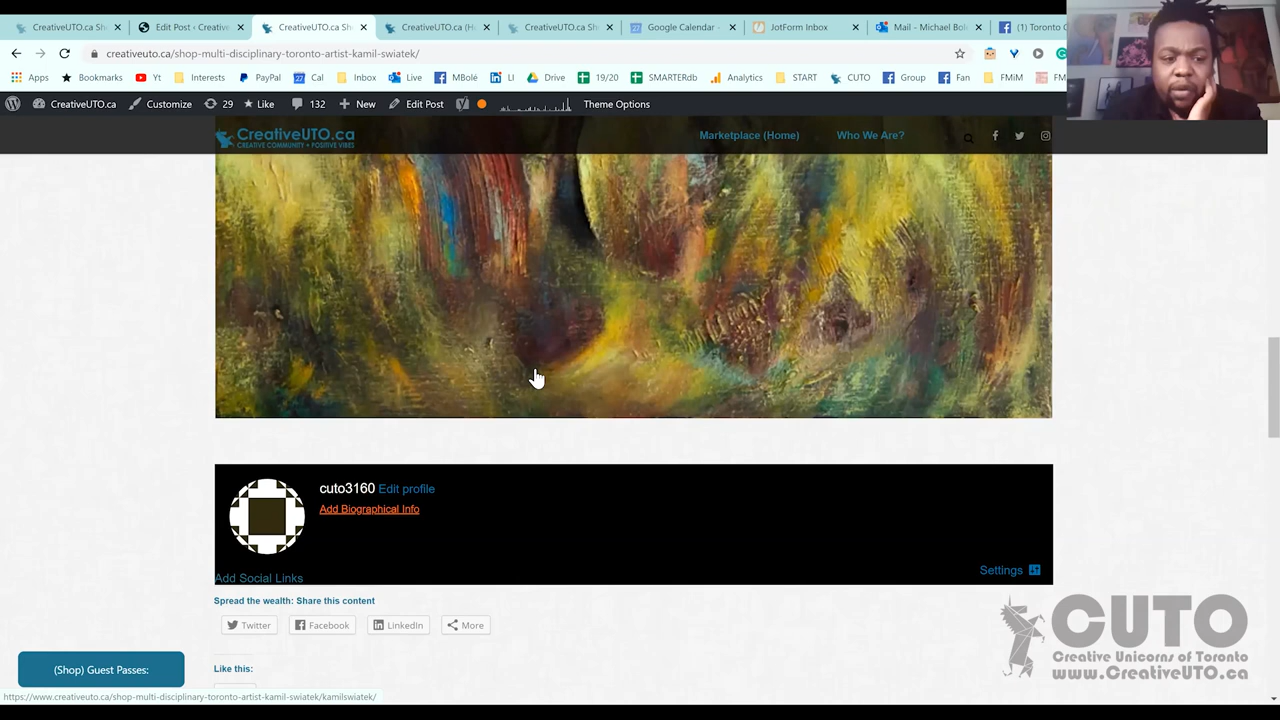 CreativeUTO.ca Sh
Edit Post ‹ Creative
CreativeUTO.ca Sh
CreativeUTO.ca (H
CreativeUTO.ca Sh
Google Calendar -
JotForm Inbox
Mail – Michael Bol
(1) Toronto C
creativeuto.ca/shop-multi-disciplinary-toronto-artist-kamil-swiatek/
Apps
Bookmarks
Yt
Interests
PayPal
Cal
Inbox
Live
MBolé
LI
Drive
19/20
SMARTERdb
Analytics
START
CUTO
Group
Fan
FMiM
FM
CreativeUTO.ca
Customize
29
Like
132
New
Edit Post
Theme Options
CreativeUTO.ca
CREATIVE COMMUNITY + POSITIVE VIBES
Marketplace (Home)
Who We Are?
cuto3160 Edit profile
Add Biographical Info
Settings
Add Social Links
Spread the wealth: Share this content
Twitter
Facebook
LinkedIn
More
Like this:
(Shop) Guest Passes:
https://www.creativeuto.ca/shop-multi-disciplinary-toronto-artist-kamil-swiatek/kamilswiatek/
CUTO
Creative Unicorns of Toronto
www.CreativeUTO.ca